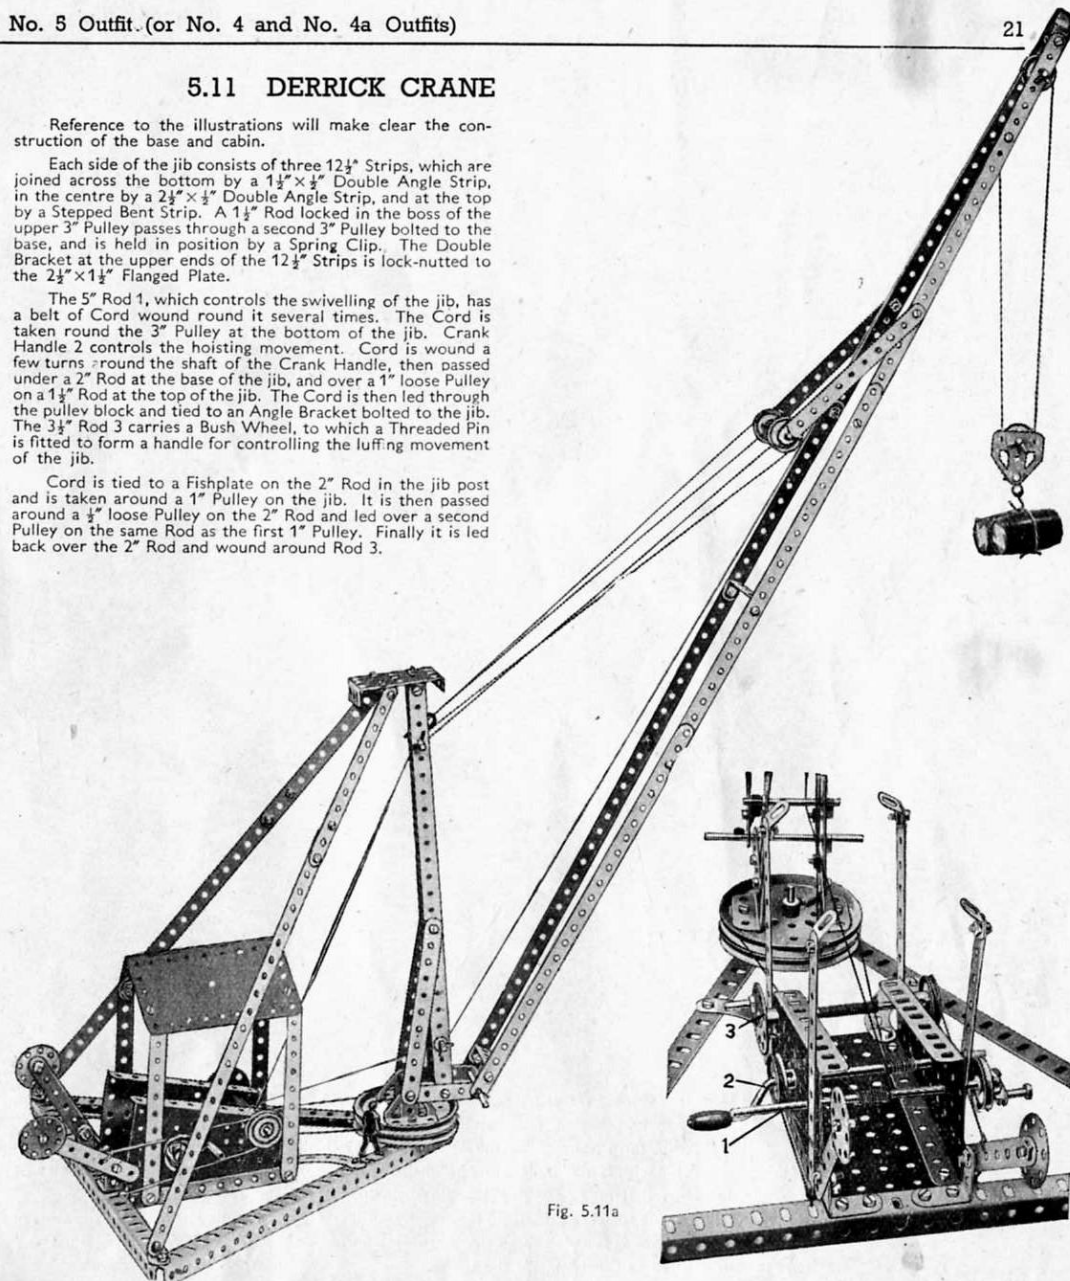 No. 5 Outfit (or No. 4 and No. 4a Outfits)
21
5.11 DERRICK CRANE
Reference to the illustrations will make clear the con-
struction of the base and cabin.
Each side of the jib consists of three 12½″ Strips, which are
joined across the bottom by a 1½″×½″ Double Angle Strip,
in the centre by a 2½″×½″ Double Angle Strip, and at the top
by a Stepped Bent Strip. A 1½″ Rod locked in the boss of the
upper 3″ Pulley passes through a second 3″ Pulley bolted to the
base, and is held in position by a Spring Clip. The Double
Bracket at the upper ends of the 12½″ Strips is lock-nutted to
the 2½″×1½″ Flanged Plate.
The 5″ Rod 1, which controls the swivelling of the jib, has
a belt of Cord wound round it several times. The Cord is
taken round the 3″ Pulley at the bottom of the jib. Crank
Handle 2 controls the hoisting movement. Cord is wound a
few turns round the shaft of the Crank Handle, then passed
under a 2″ Rod at the base of the jib, and over a 1″ loose Pulley
on a 1½″ Rod at the top of the jib. The Cord is then led through
the pulley block and tied to an Angle Bracket bolted to the jib.
The 3½″ Rod 3 carries a Bush Wheel, to which a Threaded Pin
is fitted to form a handle for controlling the luffing movement
of the jib.
Cord is tied to a Fishplate on the 2″ Rod in the jib post
and is taken around a 1″ Pulley on the jib. It is then passed
around a ½″ loose Pulley on the 2″ Rod and led over a second
Pulley on the same Rod as the first 1″ Pulley. Finally it is led
back over the 2″ Rod and wound around Rod 3.
3
2
1
Fig. 5.11a